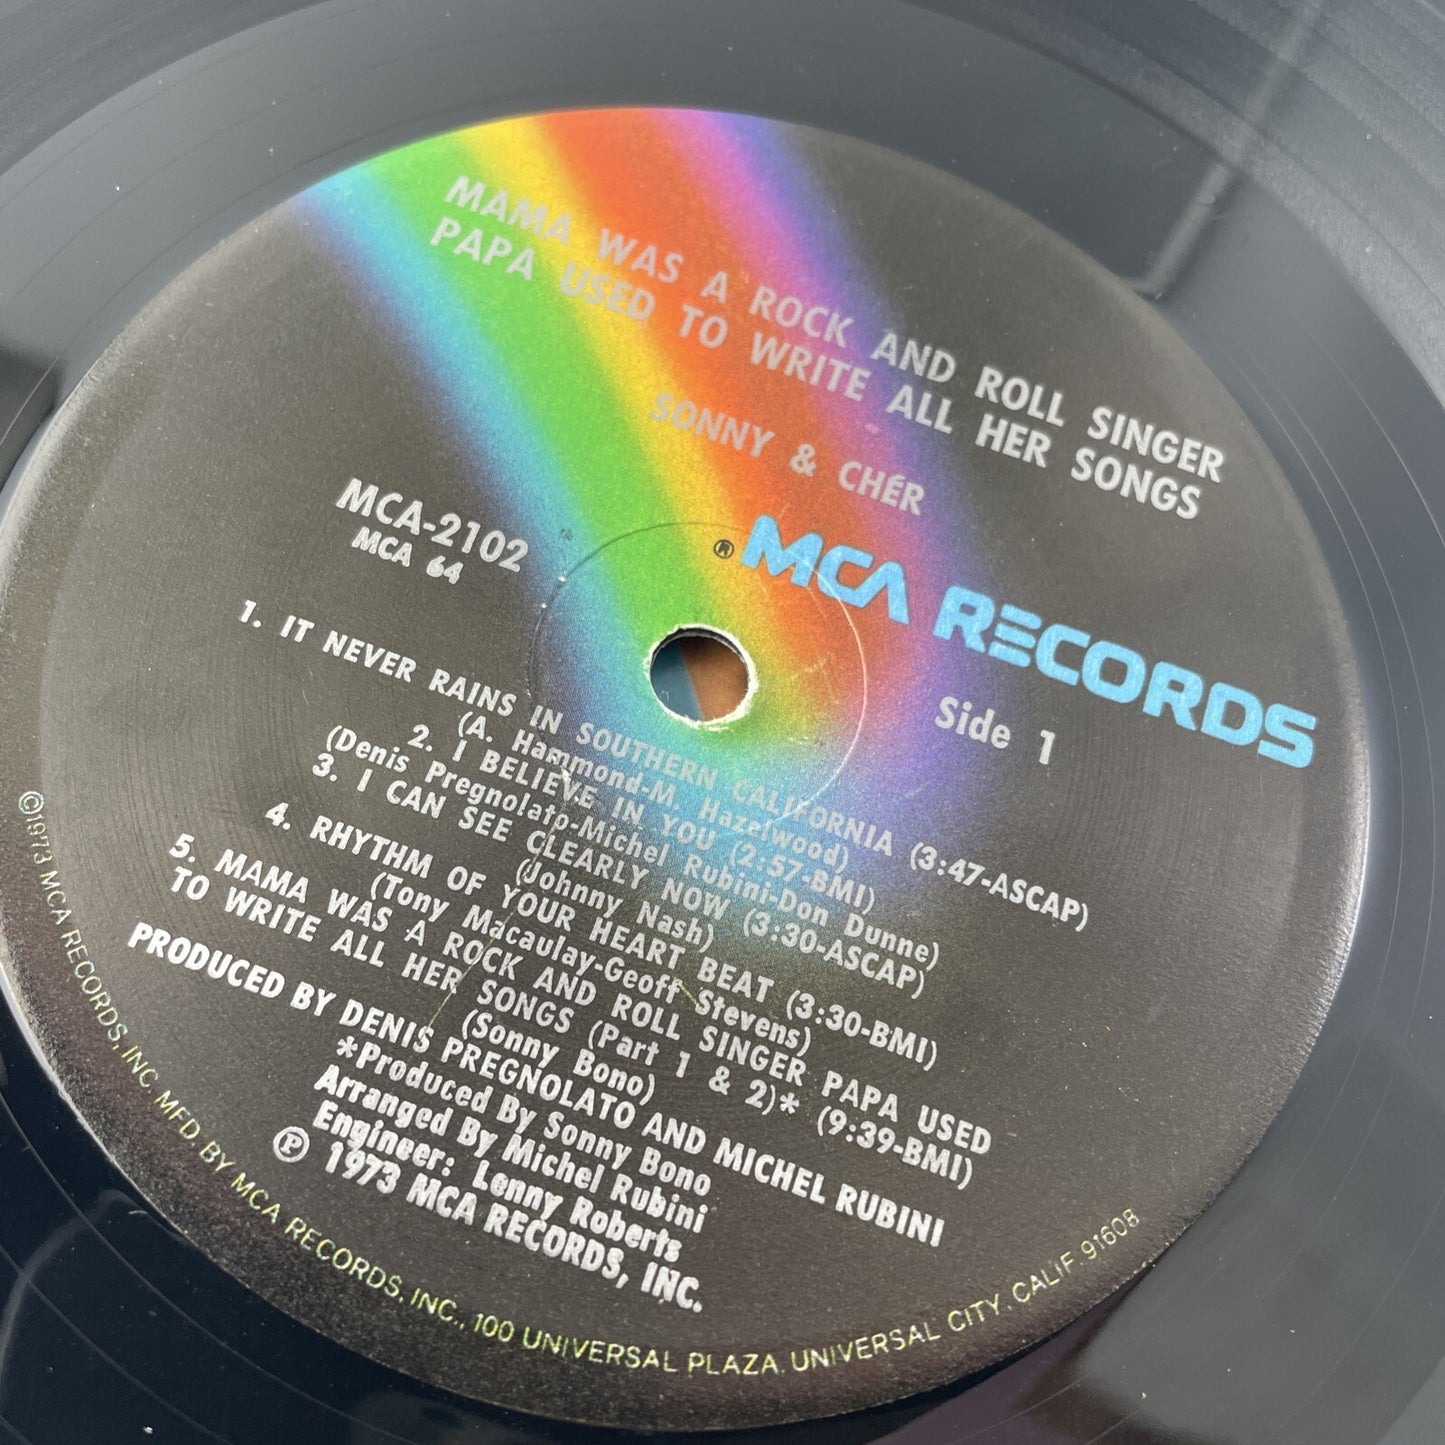 MAMA WAS A ROCK AND ROLL SINGER
PAPA USED TO WRITE ALL HER SONGS
SONNY & CHÉR
MCA-2102
MCA 64
® MCA RECORDS
Side 1
1. IT NEVER RAINS IN SOUTHERN CALIFORNIA (3:47-ASCAP)
(A. Hammond-M. Hazelwood)
2. I BELIEVE IN YOU (2:57-BMI)
(Denis Pregnolato-Michel Rubini-Don Dunne)
3. I CAN SEE CLEARLY NOW (3:30-ASCAP)
(Johnny Nash)
4. RHYTHM OF YOUR HEART BEAT (3:30-BMI)
(Tony Macaulay-Geoff Stevens)
5. MAMA WAS A ROCK AND ROLL SINGER PAPA USED
TO WRITE ALL HER SONGS (Part 1 & 2)* (9:39-BMI)
(Sonny Bono)
PRODUCED BY DENIS PREGNOLATO AND MICHEL RUBINI
*Produced By Sonny Bono
Arranged By Michel Rubini
Engineer: Lenny Roberts
℗ 1973 MCA RECORDS, INC.
©1973 MCA RECORDS, INC. MFD BY MCA RECORDS, INC., 100 UNIVERSAL PLAZA, UNIVERSAL CITY, CALIF. 91608